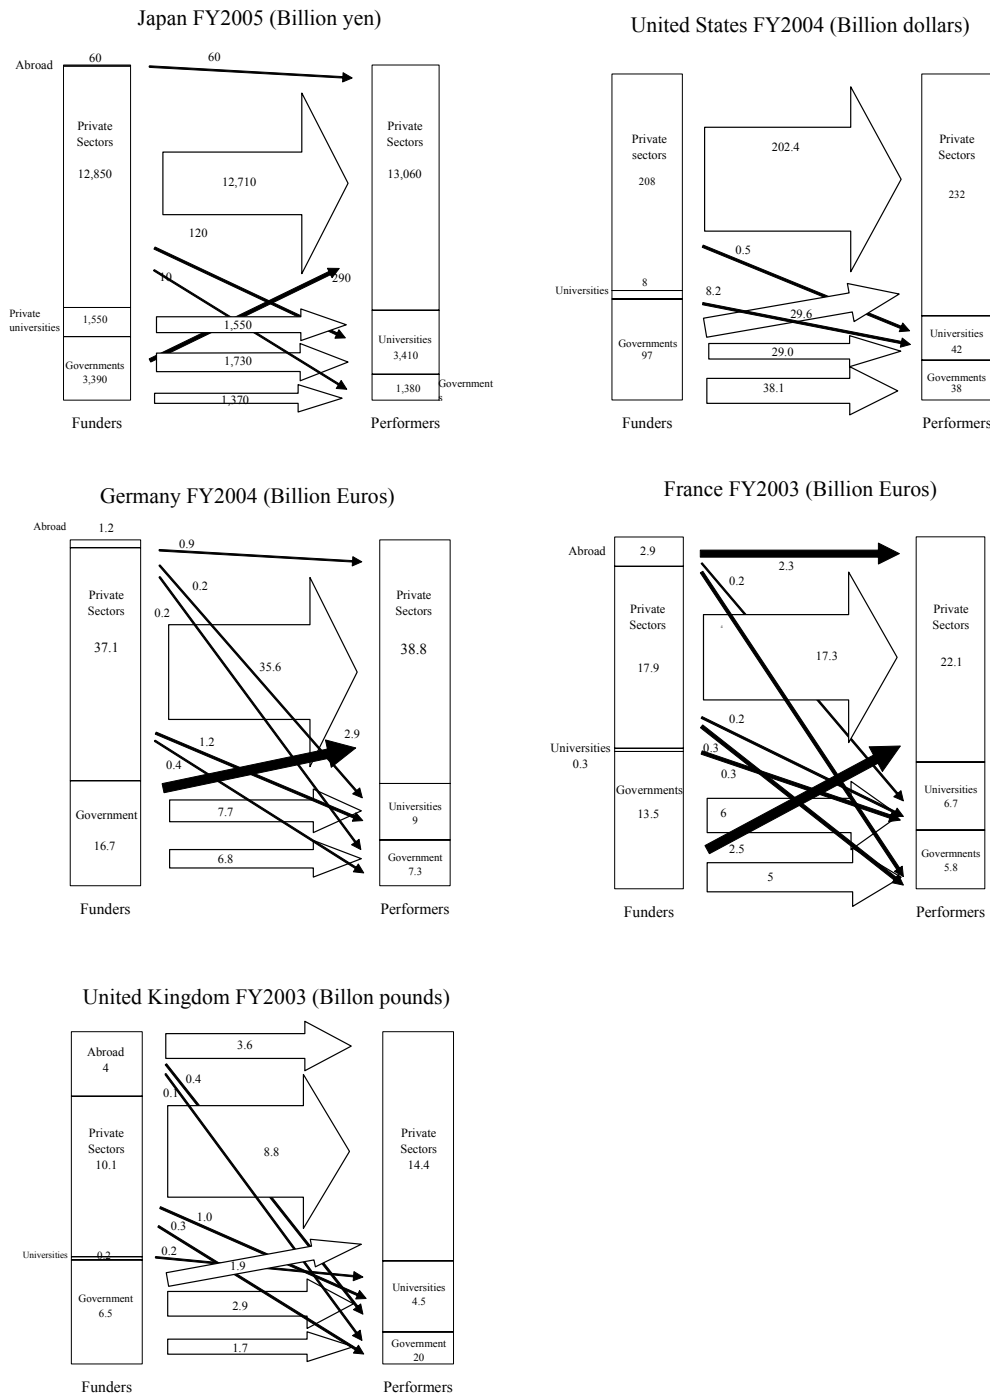 Japan FY2005 (Billion yen)
Abroad
60
60
Private
Sectors
12,850
12,710
Private
Sectors
13,060
120
10
290
Private
universities
1,550
1,550
Universities
3,410
Governments
3,390
1,730
1,380
Government
s
1,370
Funders
Performers
United States FY2004 (Billion dollars)
Private
sectors
208
202.4
Private
Sectors
232
0.5
Universities
8
8.2
29.6
Governments
97
29.0
Universities
42
38.1
Governments
38
Funders
Performers
Germany FY2004 (Billion Euros)
Abroad
1.2
0.9
0.2
0.2
Private
Sectors
37.1
35.6
Private
Sectors
38.8
2.9
1.2
0.4
Government
16.7
7.7
Universities
9
6.8
Government
7.3
Funders
Performers
France FY2003 (Billion Euros)
Abroad
2.9
2.3
0.2
Private
Sectors
17.9
17.3
Private
Sectors
22.1
0.2
Universities
0.3
0.3
0.3
Governments
13.5
6
Universities
6.7
2.5
5
Governments
5.8
Funders
Performers
United Kingdom FY2003 (Billon pounds)
Abroad
4
3.6
0.4
0.1
Private
Sectors
10.1
8.8
Private
Sectors
14.4
1.0
0.3
Universities
0.2
0.2
1.9
Government
6.5
2.9
Universities
4.5
1.7
Government
20
Funders
Performers